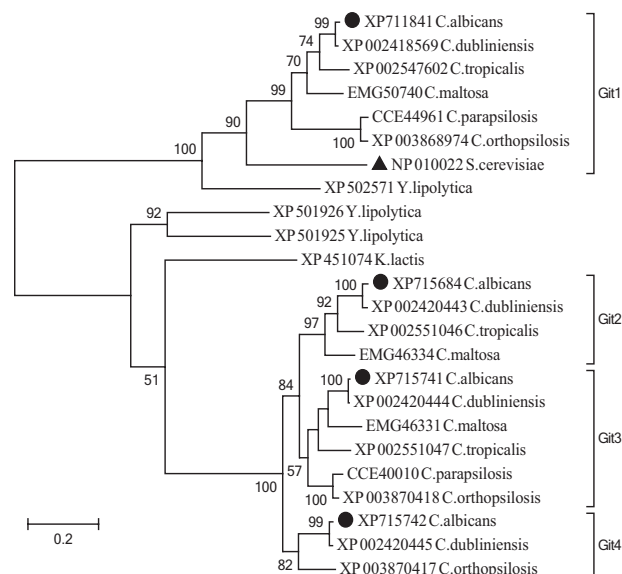 99
XP711841 C.albicans
74
XP002418569 C.dubliniensis
70
XP002547602 C.tropicalis
99
EMG50740 C.maltosa
Git1
90
CCE44961 C.parapsilosis
100
XP003868974 C.orthopsilosis
100
NP010022 S.cerevisiae
XP502571 Y.lipolytica
92
XP501926 Y.lipolytica
XP501925 Y.lipolytica
XP451074 K.lactis
100
XP715684 C.albicans
92
XP002420443 C.dubliniensis
97
XP002551046 C.tropicalis
Git2
EMG46334 C.maltosa
51
100
XP715741 C.albicans
84
XP002420444 C.dubliniensis
EMG46331 C.maltosa
Git3
XP002551047 C.tropicalis
57
CCE40010 C.parapsilosis
100
100
XP003870418 C.orthopsilosis
99
XP715742 C.albicans
0.2
XP002420445 C.dubliniensis
Git4
82
XP003870417 C.orthopsilosis